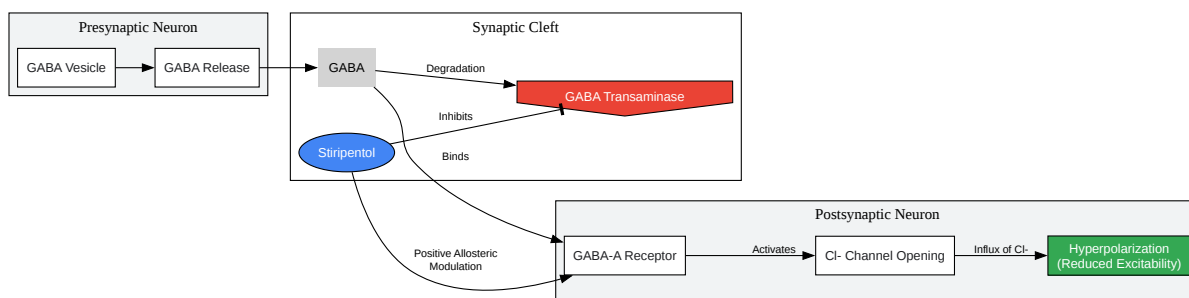 Presynaptic Neuron
GABA Vesicle
GABA Release
Synaptic Cleft
GABA
Degradation
GABA Transaminase
Inhibits
Stiripentol
Binds
Postsynaptic Neuron
Positive Allosteric
Modulation
GABA-A Receptor
Activates
Cl- Channel Opening
Influx of Cl-
Hyperpolarization
(Reduced Excitability)